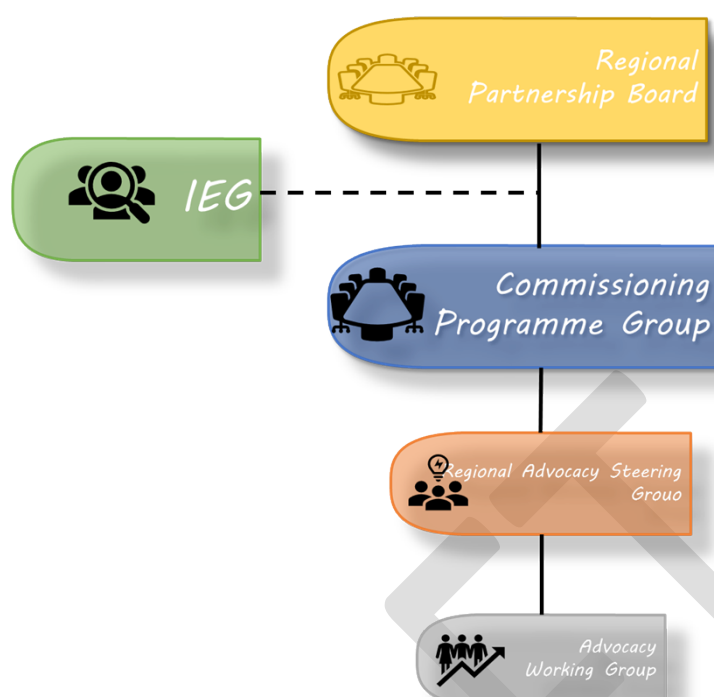 Regional
Partnership Board
IEG
Commissioning
Programme Group
Regional Advocacy Steering
Grouo
Advocacy
Working Group